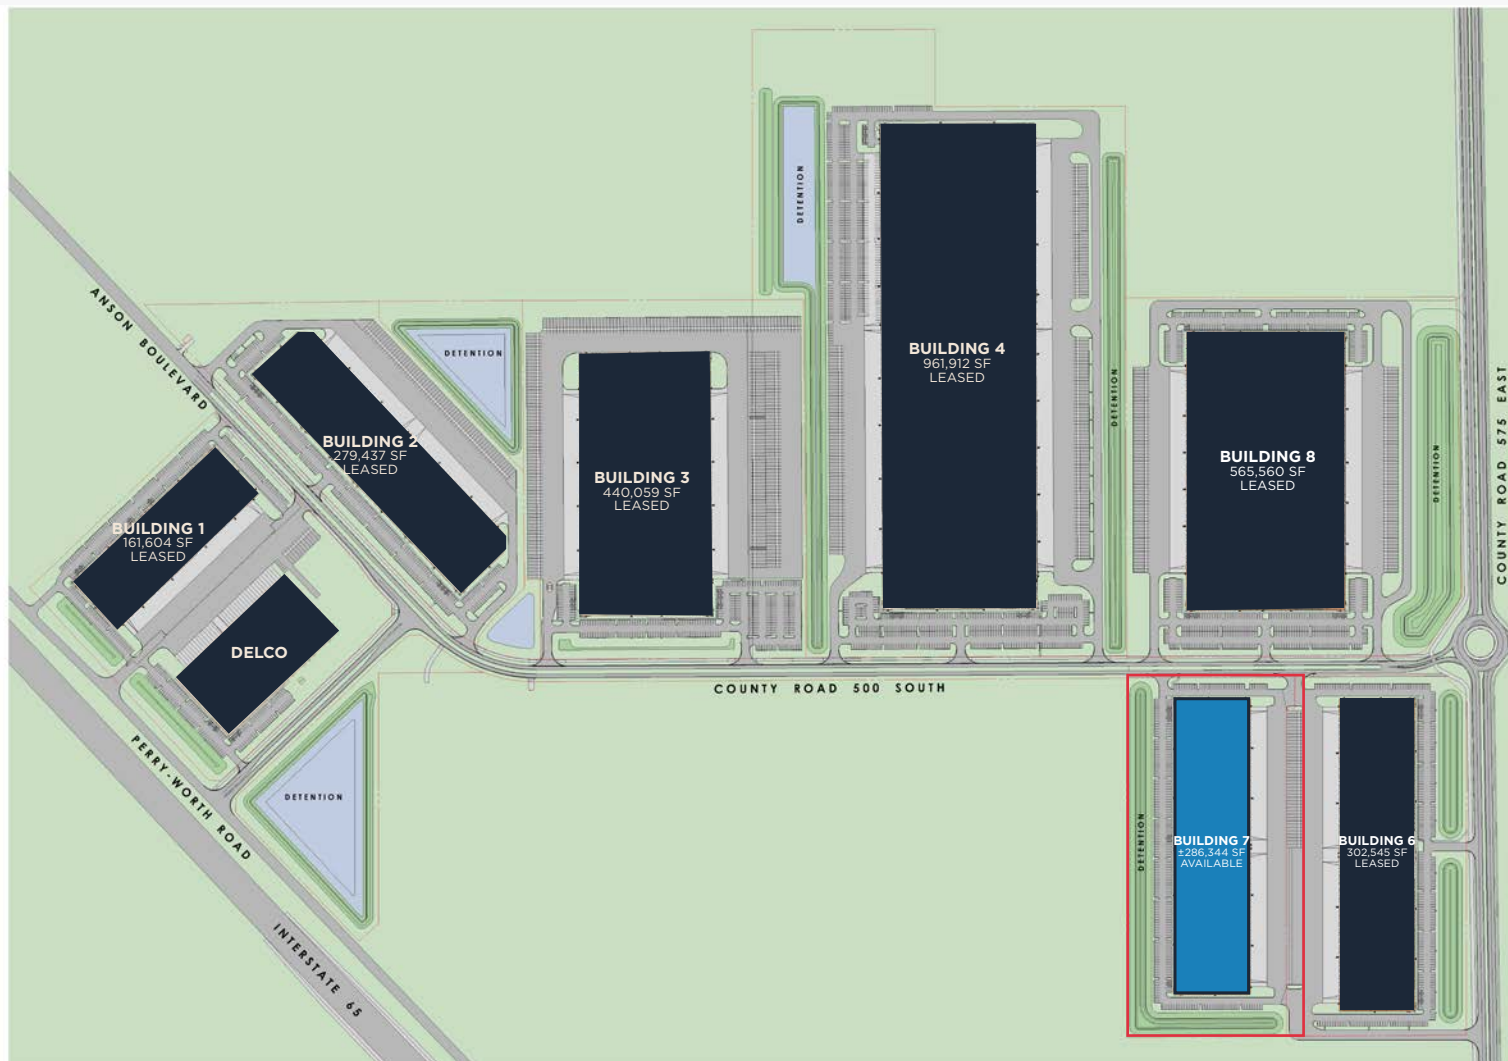 DETENTION
ANSON BOULEVARD
DETENTION
BUILDING 4
961,912 SF
LEASED
DETENTION
COUNTY ROAD 575 EAST
BUILDING 2
279,437 SF
LEASED
BUILDING 3
440,059 SF
LEASED
BUILDING 8
565,560 SF
LEASED
DETENTION
BUILDING 1
161,604 SF
LEASED
DELCO
COUNTY ROAD 500 SOUTH
PERRY-WORTH ROAD
DETENTION
INTERSTATE 65
DETENTION
BUILDING 7
±286,344 SF
AVAILABLE
BUILDING 6
302,545 SF
LEASED